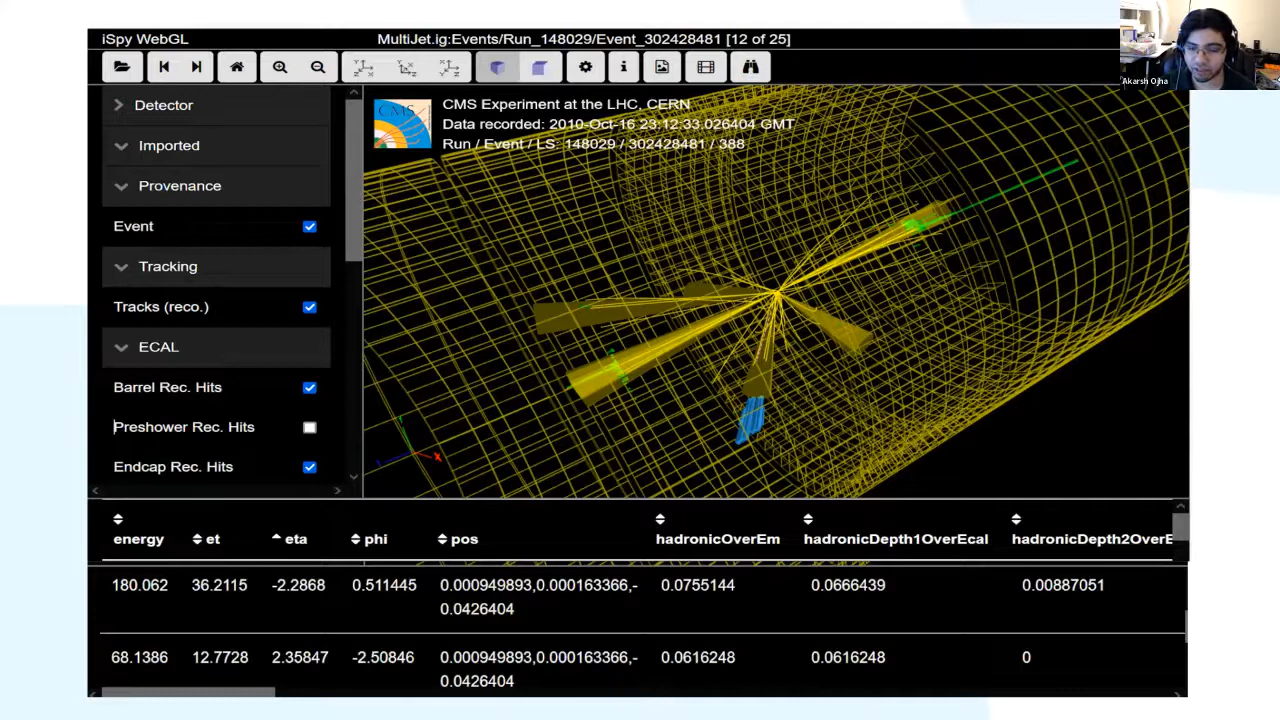 iSpy WebGL
MultiJet.ig:Events/Run_148029/Event_302428481 [12 of 25]
Akarsh Ojha
Detector
Imported
Provenance
Event
Tracking
Tracks (reco.)
ECAL
Barrel Rec. Hits
Preshower Rec. Hits
Endcap Rec. Hits
CMS
CMS Experiment at the LHC, CERN
Data recorded: 2010-Oct-16 23:12:33.026404 GMT
Run / Event / LS: 148029 / 302428481 / 388
X
energy et eta phi pos hadronicOverEm hadronicDepth1OverEcal hadronicDepth2OverE
180.062 36.2115 -2.2868 0.511445 0.000949893,0.000163366,- 0.0755144 0.0666439 0.00887051
0.0426404
68.1386 12.7728 2.35847 -2.50846 0.000949893,0.000163366,- 0.0616248 0.0616248 0
0.0426404